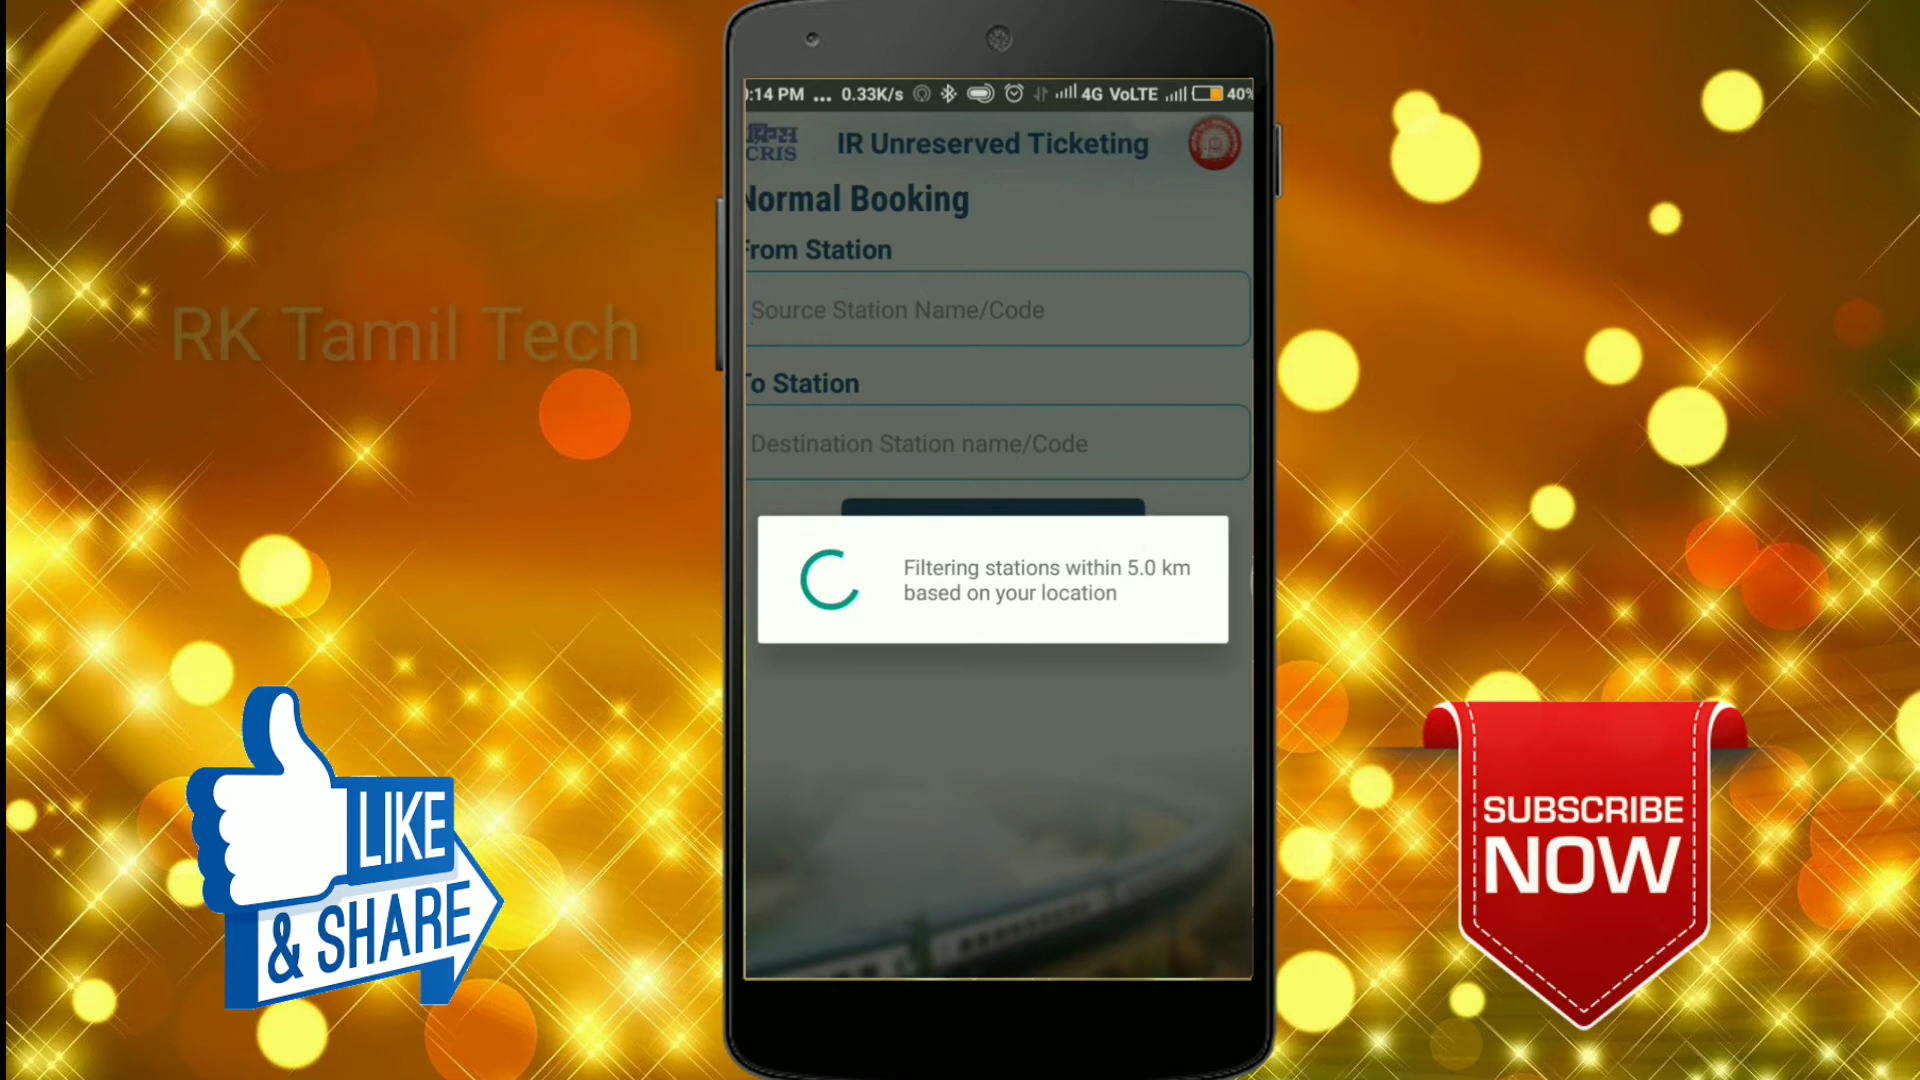 RK Tamil Tech
:14 PM ... 0.33K/s 4G VoLTE 40%
CRIS
IR Unreserved Ticketing
Normal Booking
From Station
Source Station Name/Code
To Station
Destination Station name/Code
Filtering stations within 5.0 km
based on your location
LIKE
& SHARE
SUBSCRIBE
NOW